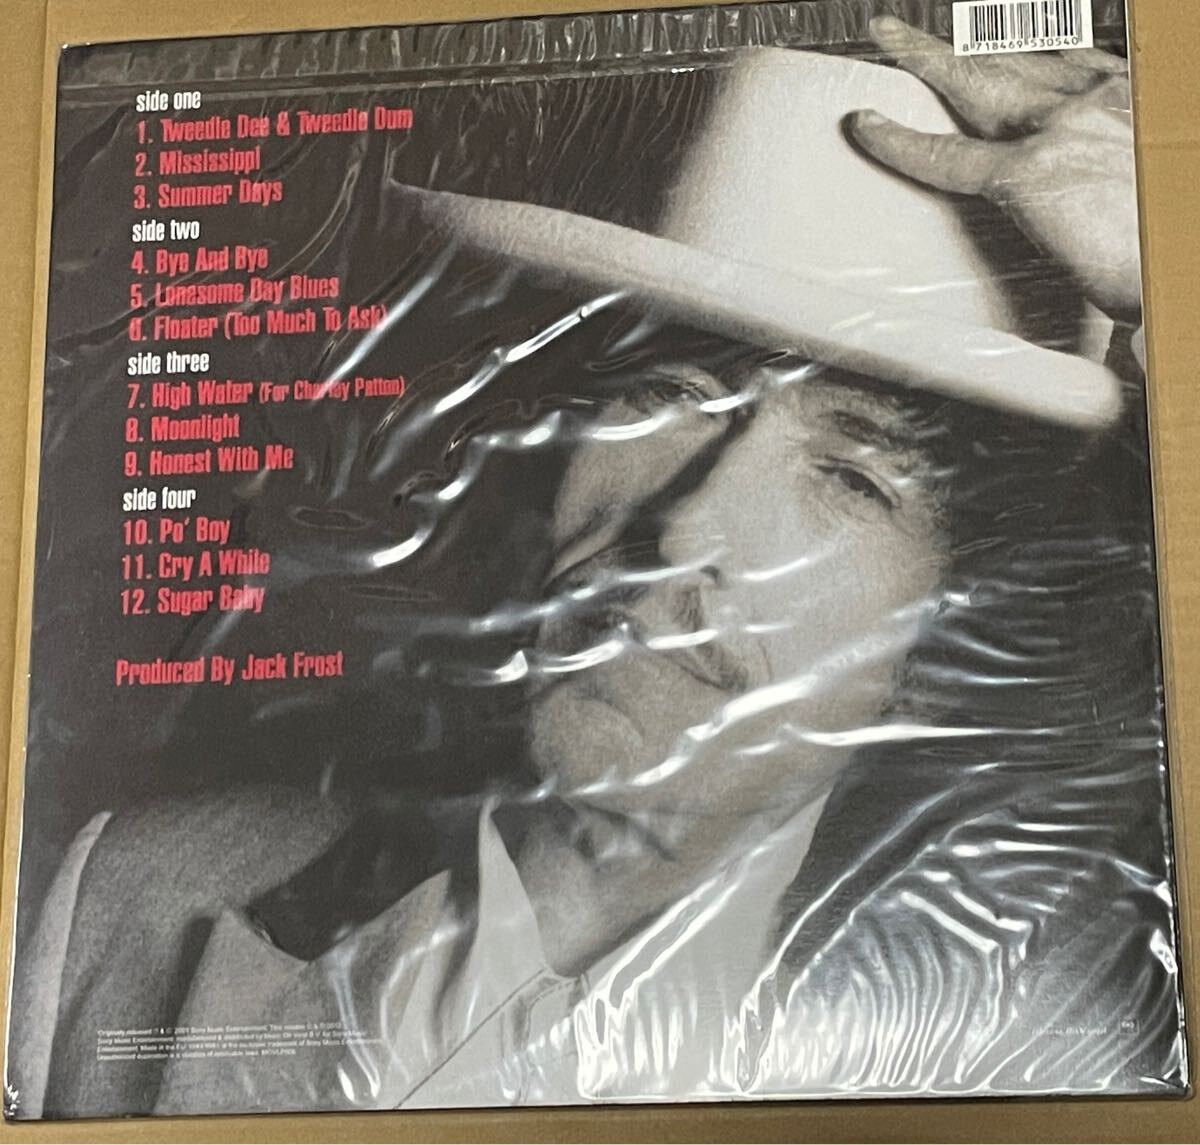 8 718469 530540
side one
1. Tweedle Dee & Tweedle Dum
2. Mississippi
3. Summer Days
side two
4. Bye And Bye
5. Lonesome Day Blues
6. Floater (Too Much To Ask)
side three
7. High Water (For Charley Patton)
8. Moonlight
9. Honest With Me
side four
10. Po' Boy
11. Cry A While
12. Sugar Baby
Produced By Jack Frost